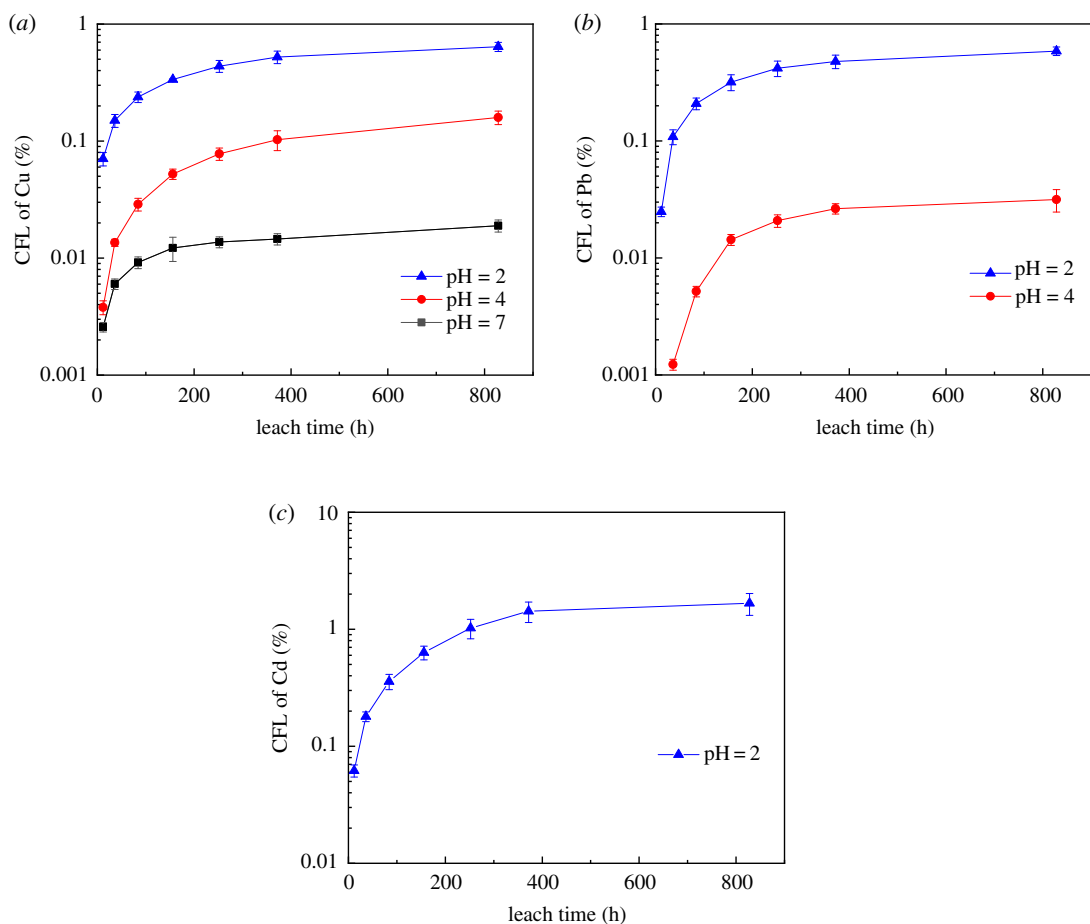 (a)
1
0.1
0.01
0.001
CFL of Cu (%)
pH = 2
pH = 4
pH = 7
0
200
400
600
800
leach time (h)
(b)
1
0.1
0.01
0.001
CFL of Pb (%)
pH = 2
pH = 4
0
200
400
600
800
leach time (h)
(c)
10
1
0.1
0.01
CFL of Cd (%)
pH = 2
0
200
400
600
800
leach time (h)